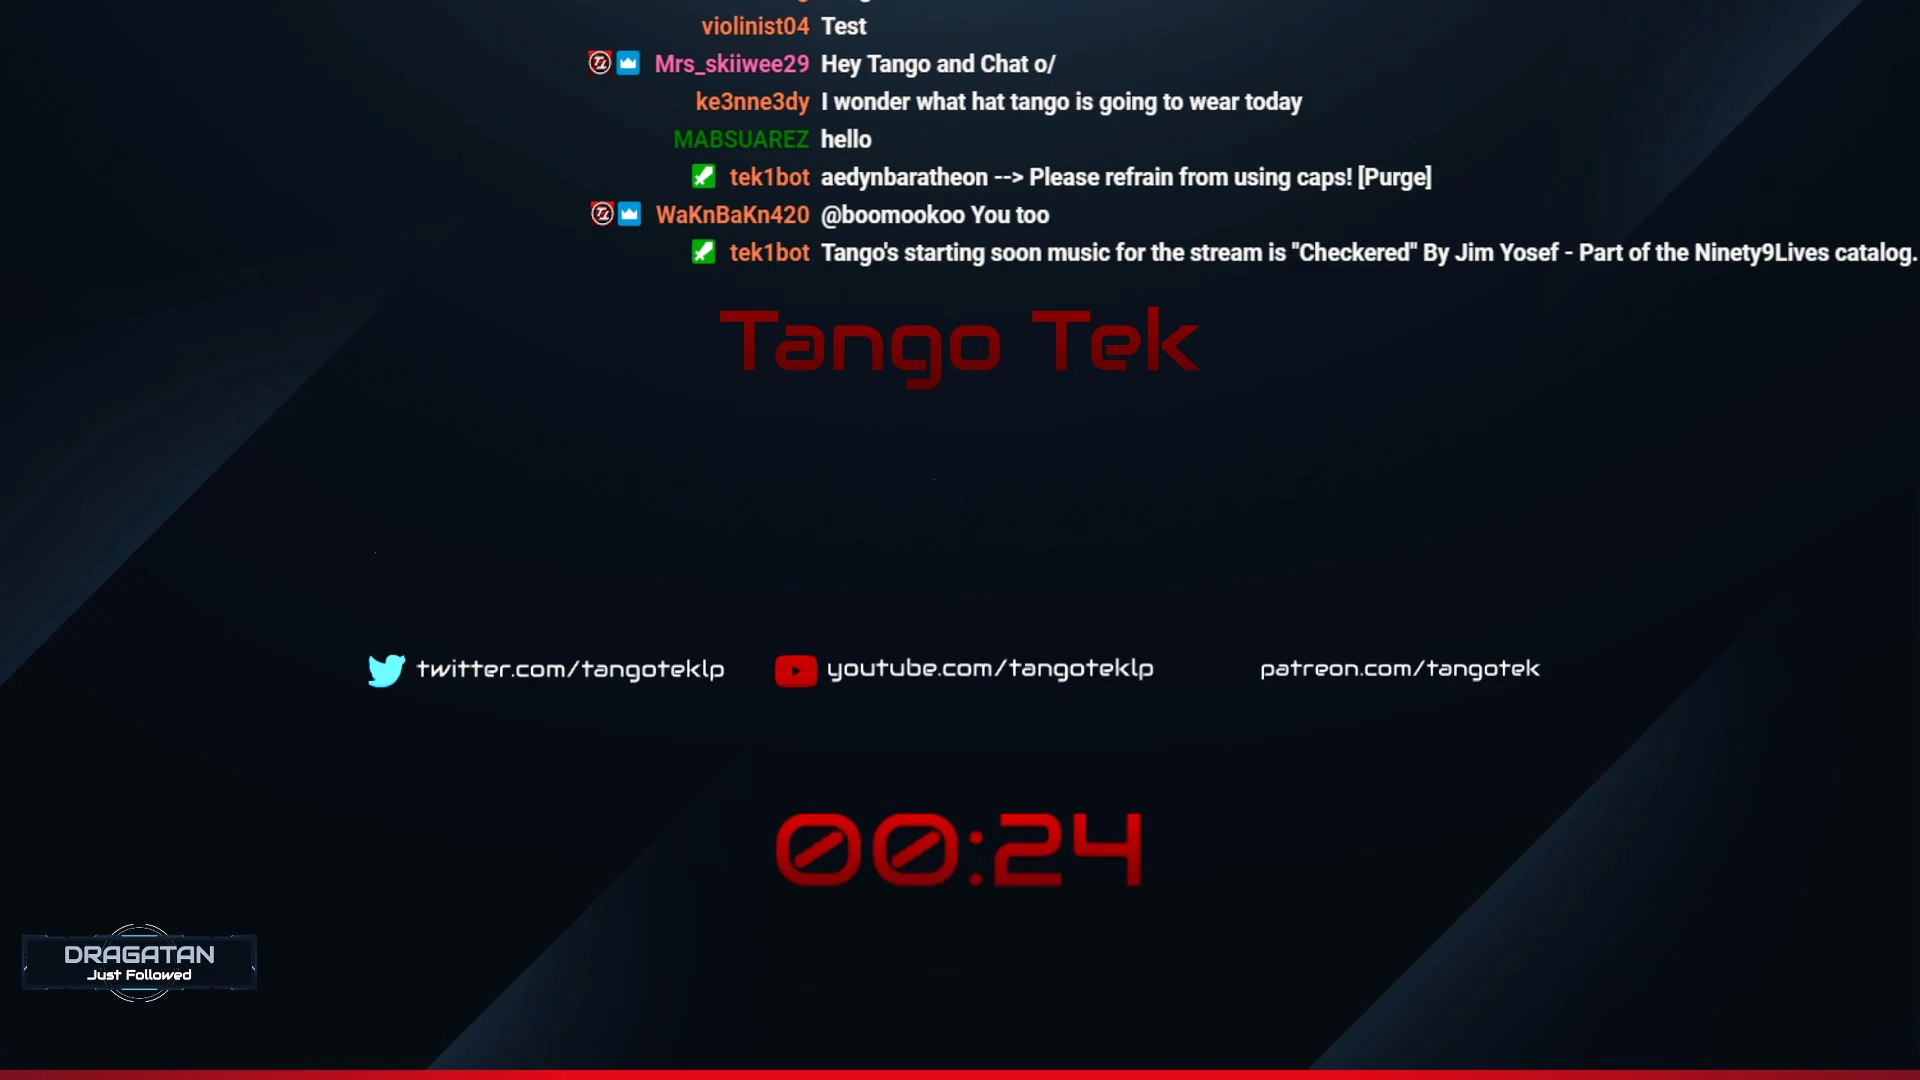 violinist04 Test
Mrs_skiiwee29 Hey Tango and Chat o/
ke3nne3dy I wonder what hat tango is going to wear today
MABSUAREZ hello
tek1bot aedynbaratheon --> Please refrain from using caps! [Purge]
WaKnBaKn420 @boomookoo You too
tek1bot Tango's starting soon music for the stream is "Checkered" By Jim Yosef - Part of the Ninety9Lives catalog.
Tango Tek
twitter.com/tangoteklp youtube.com/tangoteklp patreon.com/tangotek
00:24
DRAGATAN
Just Followed